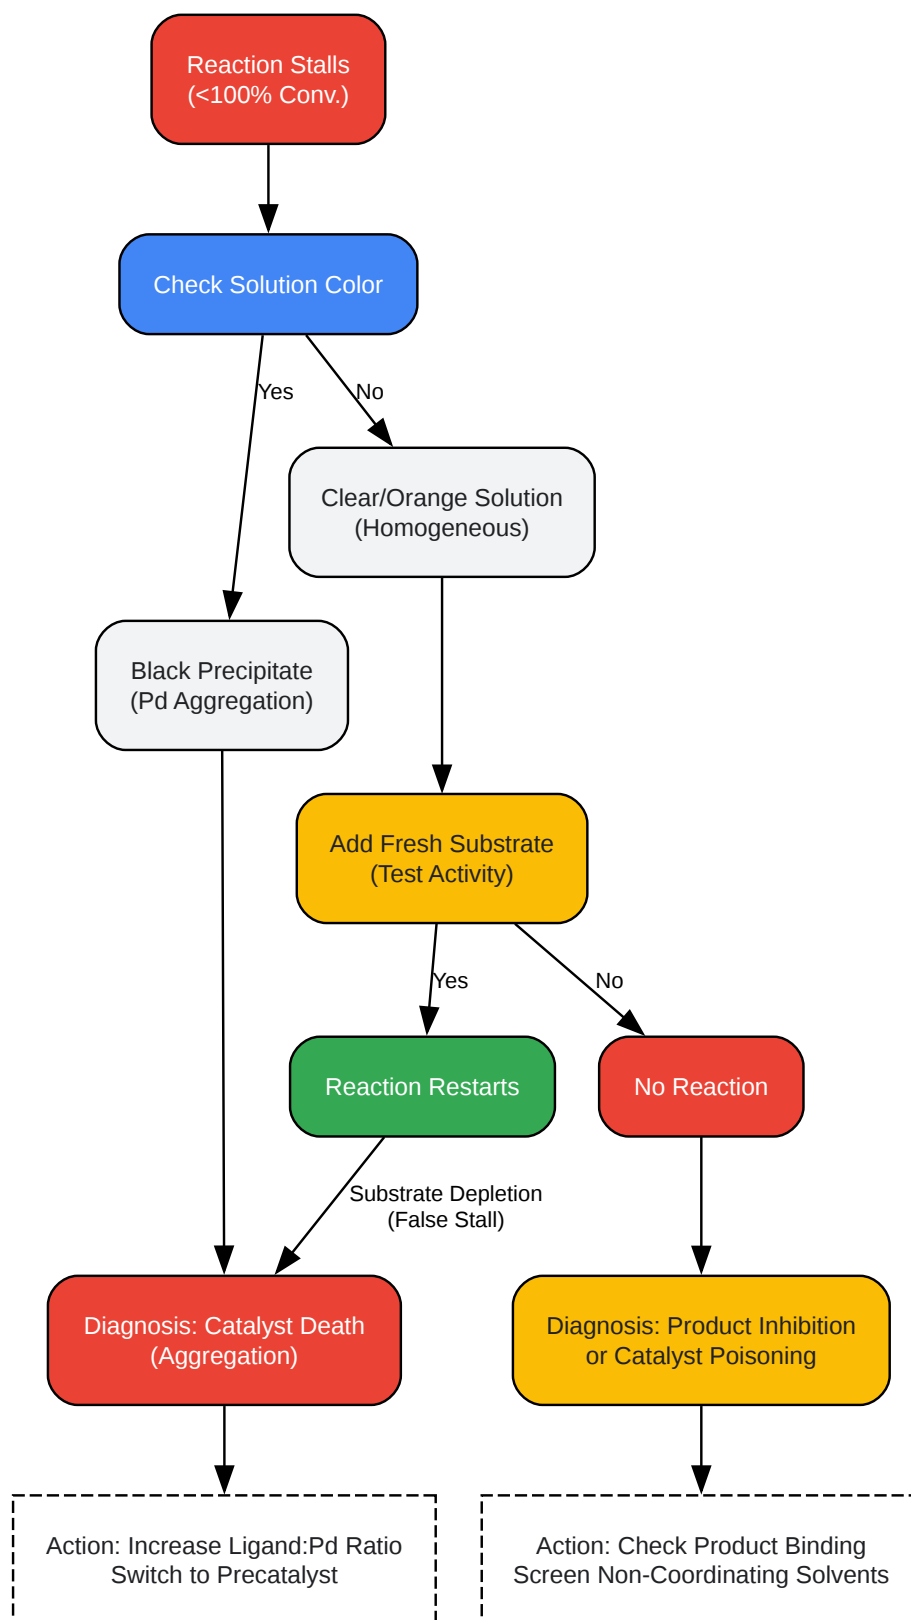 Reaction Stalls
(<100% Conv.)
Check Solution Color
Yes
No
Clear/Orange Solution
(Homogeneous)
Black Precipitate
(Pd Aggregation)
Add Fresh Substrate
(Test Activity)
Yes
No
Reaction Restarts
No Reaction
Substrate Depletion
(False Stall)
Diagnosis: Catalyst Death
(Aggregation)
Diagnosis: Product Inhibition
or Catalyst Poisoning
Action: Increase Ligand:Pd Ratio
Switch to Precatalyst
Action: Check Product Binding
Screen Non-Coordinating Solvents